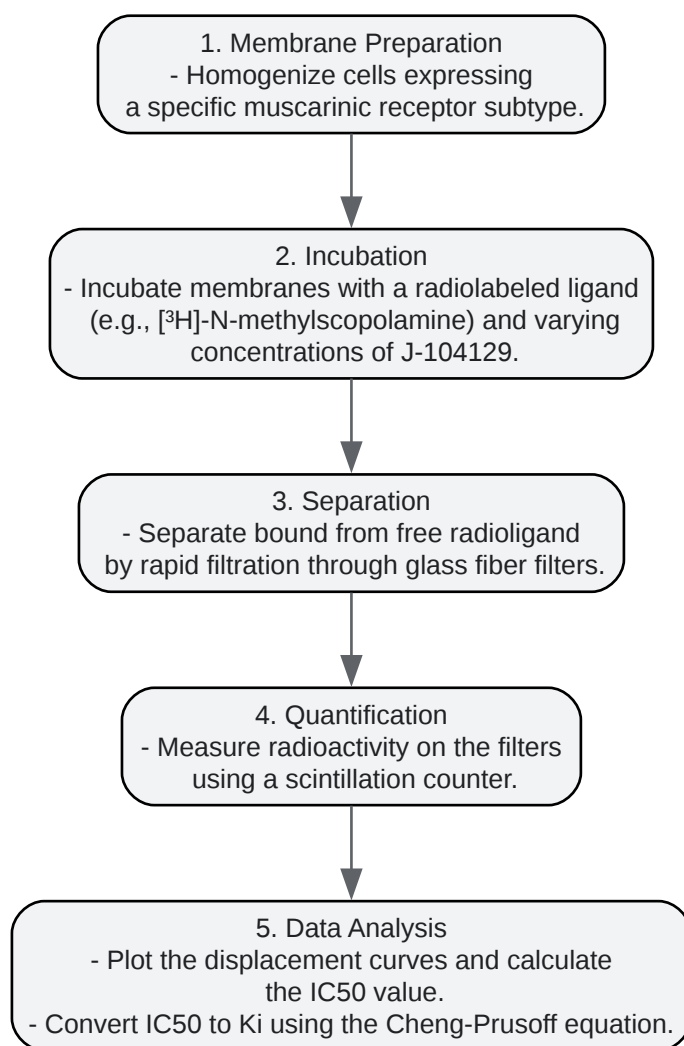 1. Membrane Preparation
- Homogenize cells expressing
a specific muscarinic receptor subtype.
2. Incubation
- Incubate membranes with a radiolabeled ligand
(e.g., [³H]-N-methylscopolamine) and varying
concentrations of J-104129.
3. Separation
- Separate bound from free radioligand
by rapid filtration through glass fiber filters.
4. Quantification
- Measure radioactivity on the filters
using a scintillation counter.
5. Data Analysis
- Plot the displacement curves and calculate
the IC50 value.
- Convert IC50 to Ki using the Cheng-Prusoff equation.